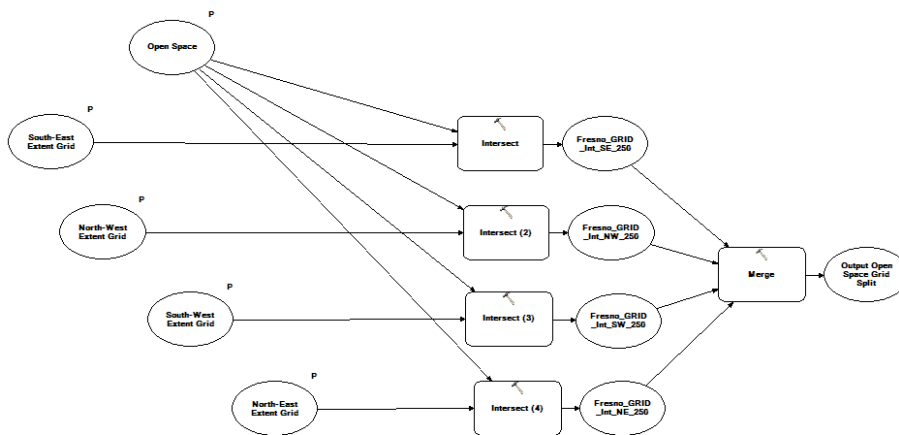 P
Open Space
P
South-East
Extent Grid
Intersect
Fresno_GRID
_Int_SE_250
P
North-West
Extent Grid
Intersect (2)
Fresno_GRID
_Int_NW_250
Merge
Output Open
Space Grid
Split
P
South-West
Extent Grid
Intersect (3)
Fresno_GRID
_Int_SW_250
P
North-East
Extent Grid
Intersect (4)
Fresno_GRID
_Int_NE_250